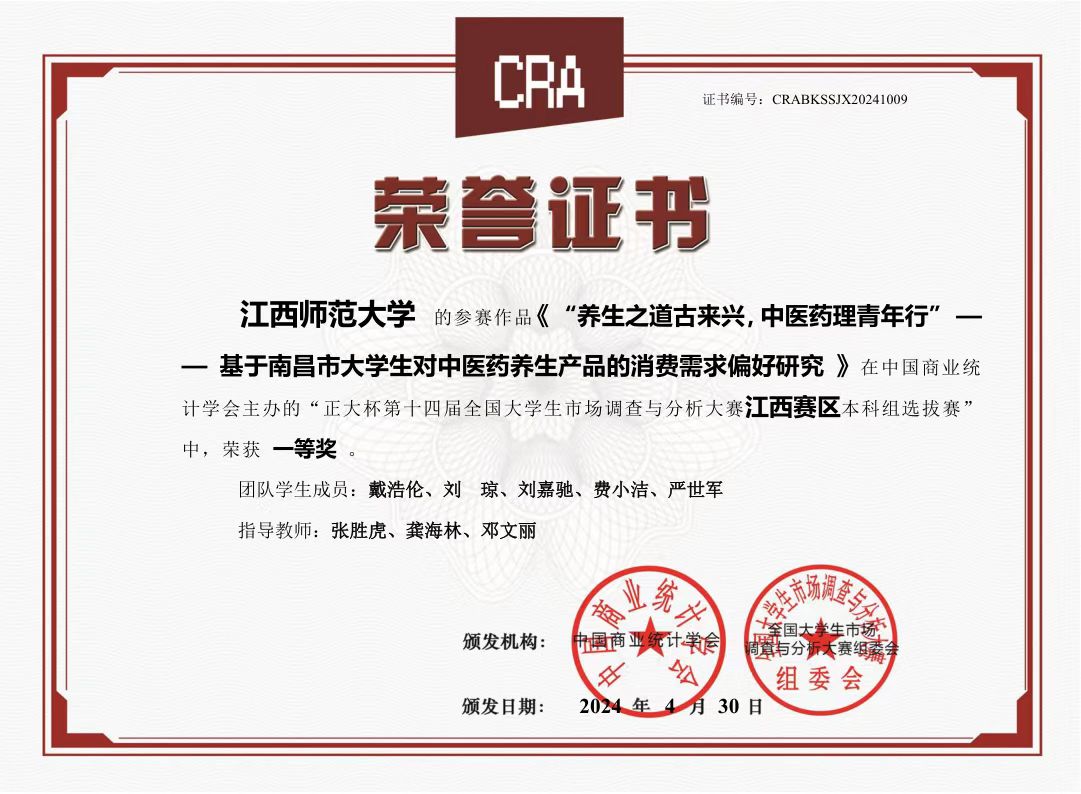 CRA
证书编号：CRABKSSJX20241009
荣誉证书
江西师范大学 的参赛作品《 “养生之道古来兴，中医药理青年行” —
— 基于南昌市大学生对中医药养生产品的消费需求偏好研究 》在中国商业统
计学会主办的“正大杯第十四届全国大学生市场调查与分析大赛江西赛区本科组选拔赛”
中，荣获 一等奖 。
团队学生成员：戴浩伦、刘　琼、刘嘉驰、费小洁、严世军
指导教师：张胜虎、龚海林、邓文丽
颁发机构：
中国商业统计学会
中国商业统计学会
全国大学生市场调查与分析大赛
组委会
全国大学生市场
调查与分析大赛组委会
颁发日期： 2024 年 4 月 30 日